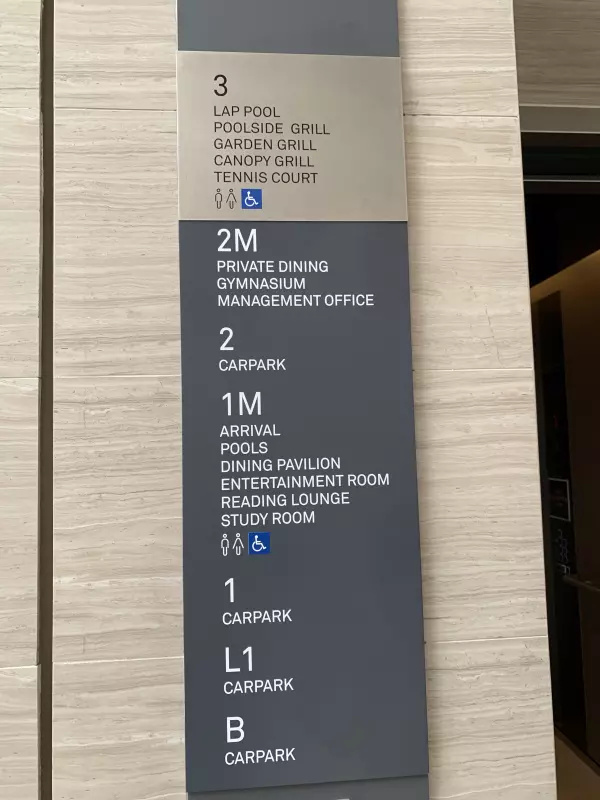 3
LAP POOL
POOLSIDE GRILL
GARDEN GRILL
CANOPY GRILL
TENNIS COURT
2M
PRIVATE DINING
GYMNASIUM
MANAGEMENT OFFICE
2
CARPARK
1M
ARRIVAL
POOLS
DINING PAVILION
ENTERTAINMENT ROOM
READING LOUNGE
STUDY ROOM
1
CARPARK
L1
CARPARK
B
CARPARK